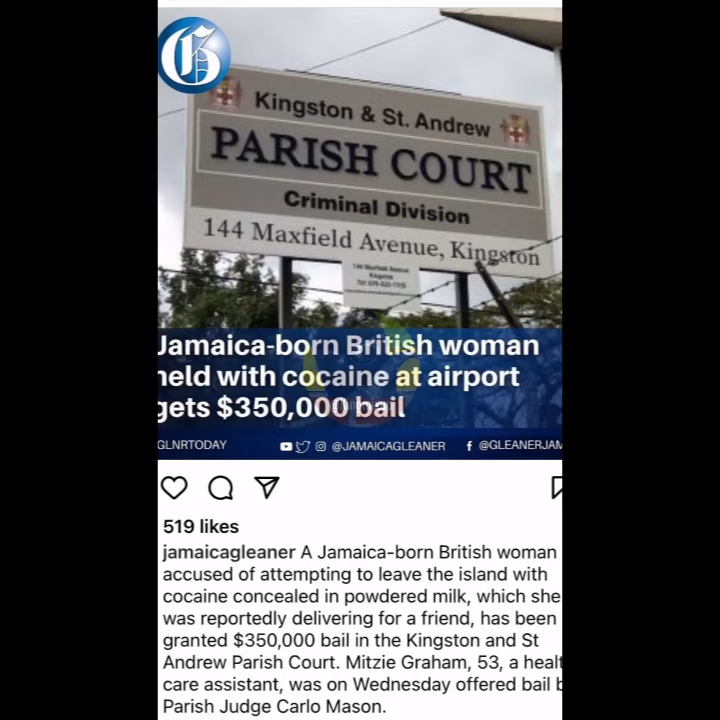 G
Kingston & St. Andrew
PARISH COURT
Criminal Division
144 Maxfield Avenue, Kingston
144 Maxfield Avenue
Kingston
Jamaica-born British woman
held with cocaine at airport
gets $350,000 bail
GLNRTODAY @JAMAICAGLEANER @GLEANERJAM
519 likes
jamaicagleaner A Jamaica-born British woman
accused of attempting to leave the island with
cocaine concealed in powdered milk, which she
was reportedly delivering for a friend, has been
granted $350,000 bail in the Kingston and St
Andrew Parish Court. Mitzie Graham, 53, a healt
care assistant, was on Wednesday offered bail b
Parish Judge Carlo Mason.